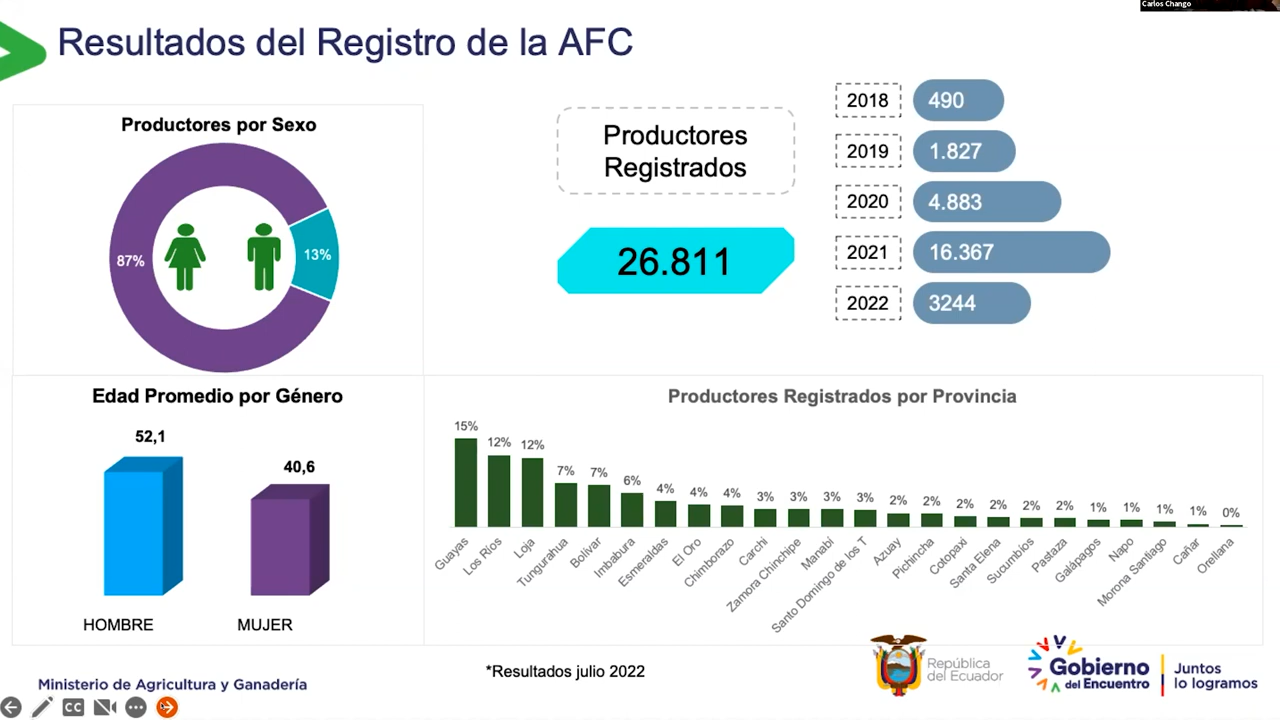 Carlos Chango
Resultados del Registro de la AFC
Productores por Sexo
87%
13%
Productores
Registrados
26.811
2018
490
2019
1.827
2020
4.883
2021
16.367
2022
3244
Edad Promedio por Género
52,1
40,6
HOMBRE
MUJER
Productores Registrados por Provincia
15%
12%
12%
7%
7%
6%
4%
4%
4%
3%
3%
3%
3%
2%
2%
2%
2%
2%
2%
1%
1%
1%
1%
0%
Guayas
Los Ríos
Loja
Tungurahua
Bolívar
Imbabura
Esmeraldas
El Oro
Chimborazo
Carchi
Zamora Chinchipe
Manabí
Santo Domingo de los T
Azuay
Pichincha
Cotopaxi
Santa Elena
Sucumbíos
Pastaza
Galápagos
Napo
Morona Santiago
Cañar
Orellana
*Resultados julio 2022
Ministerio de Agricultura y Ganadería
República
del Ecuador
Gobierno
del Encuentro
Juntos
lo logramos
CC